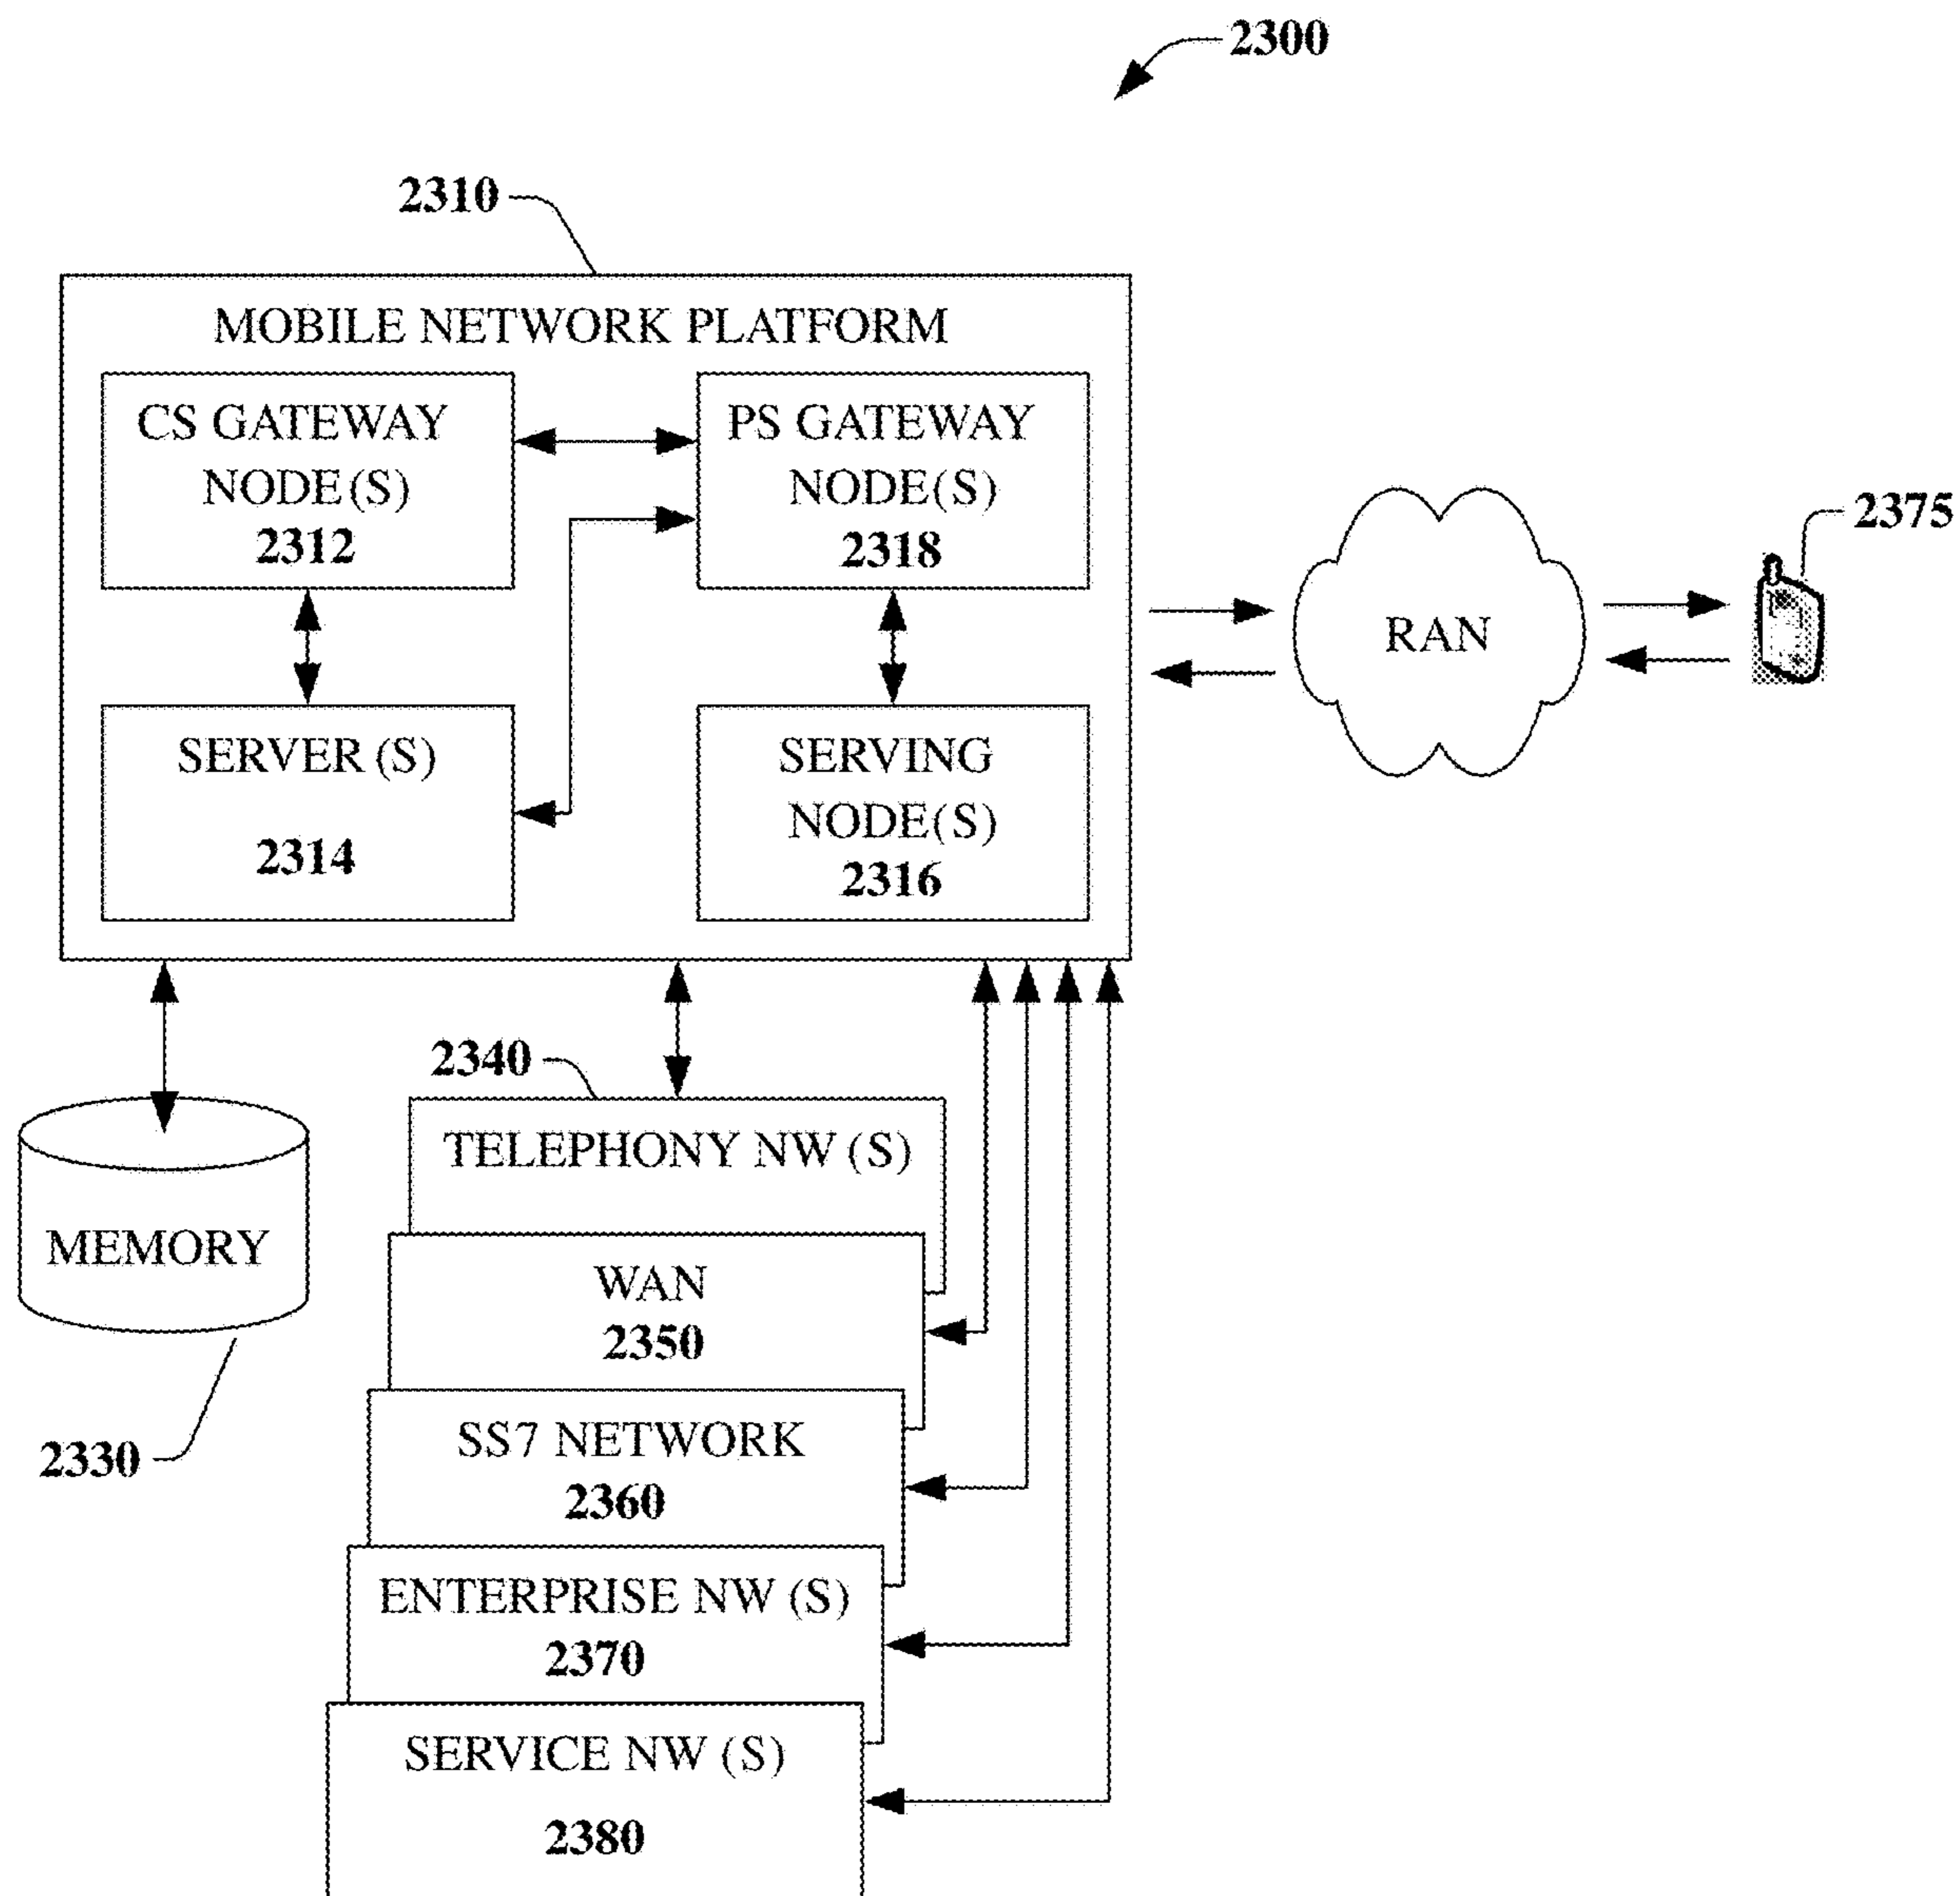 2300
2310
MOBILE NETWORK PLATFORM
CS GATEWAY
NODE(S)
2312
PS GATEWAY
NODE(S)
2318
SERVER (S)
2314
SERVING
NODE(S)
2316
RAN
2375
2340
TELEPHONY NW (S)
MEMORY
2330
WAN
2350
SS7 NETWORK
2360
ENTERPRISE NW (S)
2370
SERVICE NW (S)
2380